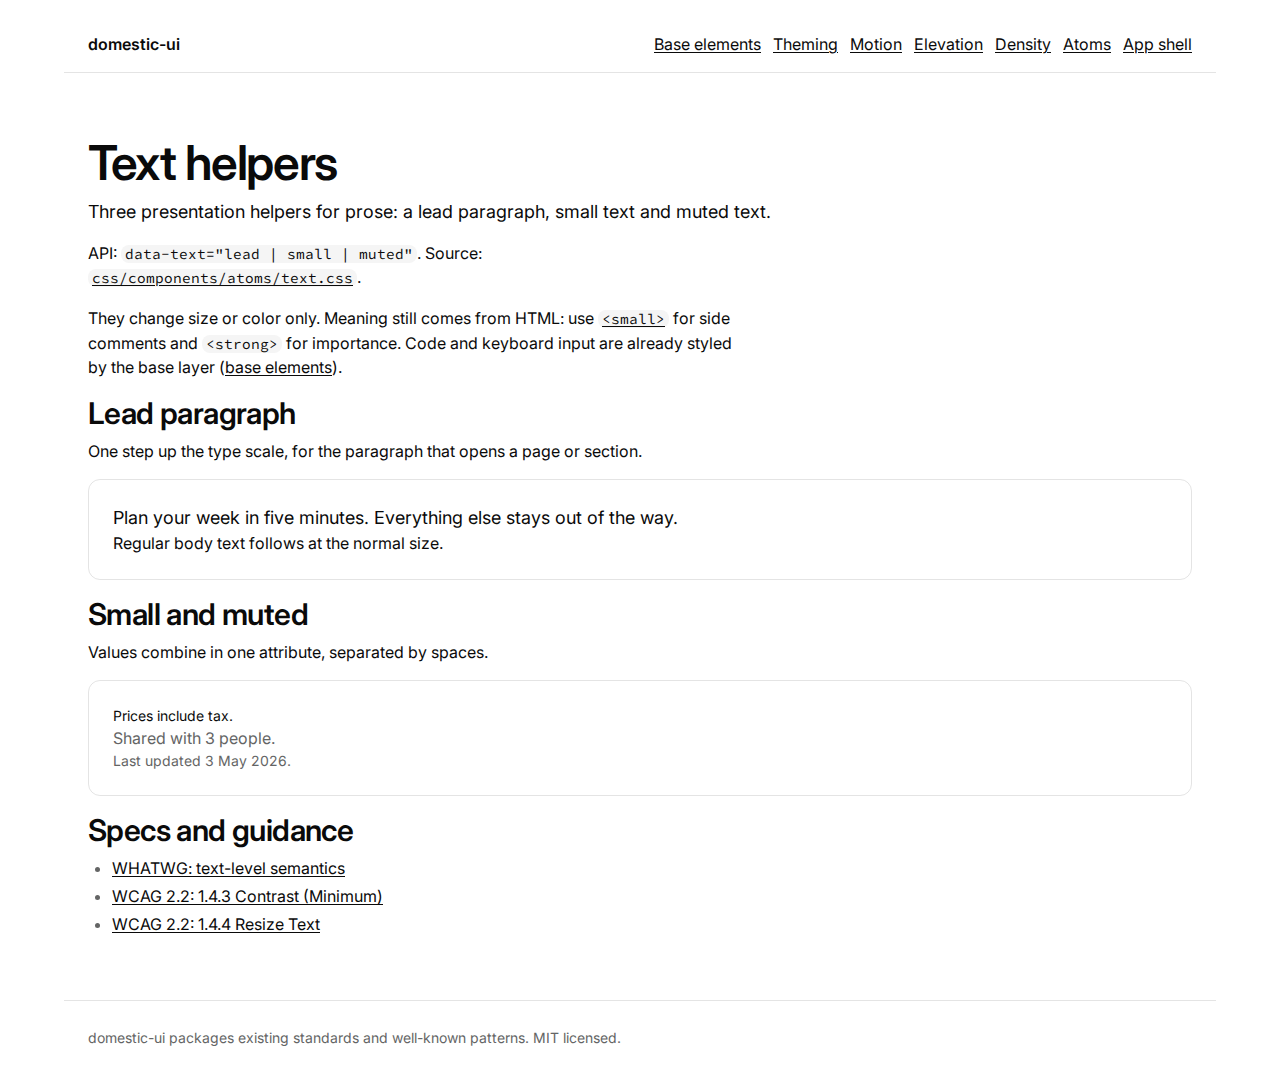 domestic-ui
Base elements Theming Motion Elevation Density Atoms App shell
Text helpers
Three presentation helpers for prose: a lead paragraph, small text and muted text.
API: data-text="lead | small | muted". Source:
css/components/atoms/text.css.
They change size or color only. Meaning still comes from HTML: use <small> for side
comments and <strong> for importance. Code and keyboard input are already styled
by the base layer (base elements).
Lead paragraph
One step up the type scale, for the paragraph that opens a page or section.
Plan your week in five minutes. Everything else stays out of the way.
Regular body text follows at the normal size.
Small and muted
Values combine in one attribute, separated by spaces.
Prices include tax.
Shared with 3 people.
Last updated 3 May 2026.
Specs and guidance
WHATWG: text-level semantics
WCAG 2.2: 1.4.3 Contrast (Minimum)
WCAG 2.2: 1.4.4 Resize Text
domestic-ui packages existing standards and well-known patterns. MIT licensed.